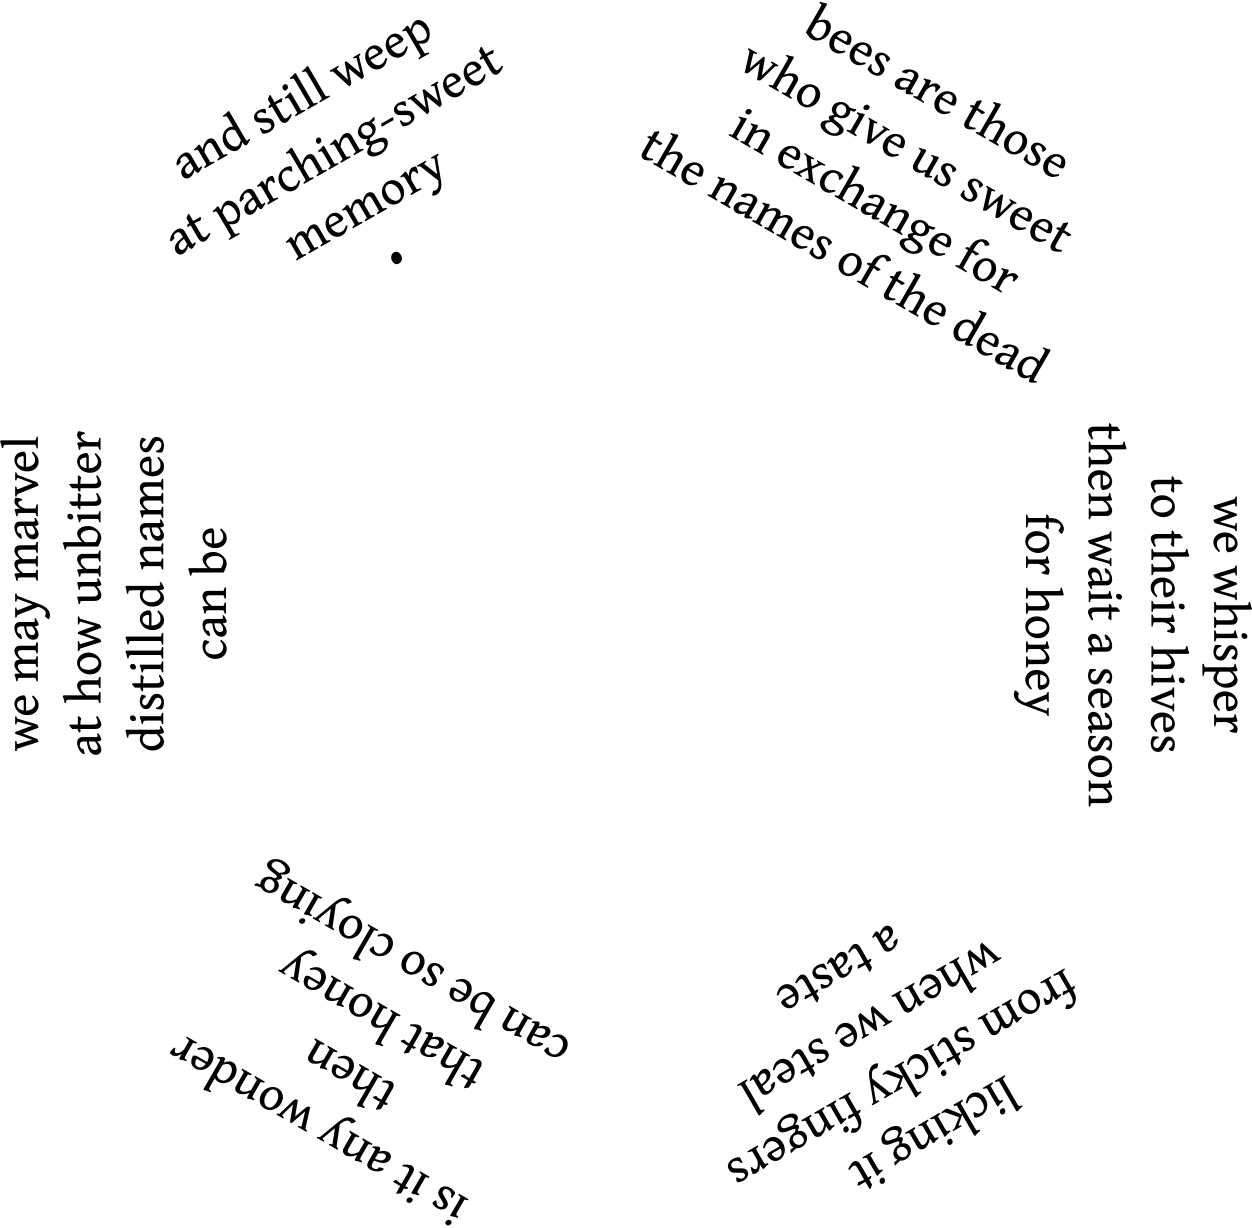 bees are those
who give us sweet
in exchange for
the names of the dead
we whisper
to their hives
then wait a season
for honey
licking it
from sticky fingers
when we steal
a taste
is it any wonder
then
that honey
can be so cloying
we may marvel
at how unbitter
distilled names
can be
and still weep
at parching-sweet
memory
•